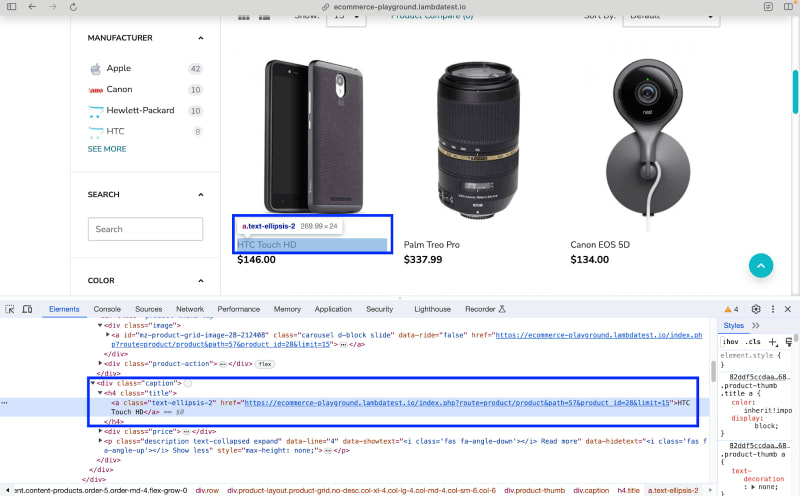 ecommerce-playground.lambdatest.io
Show:
15
Product Compare (0)
Sort By:
Default
MANUFACTURER
Apple
42
Canon
10
Hewlett-Packard
10
HTC
8
SEE MORE
SEARCH
Search
COLOR
nest
a.text-ellipsis-2 269.99 × 24
HTC Touch HD
$146.00
Palm Treo Pro
$337.99
Canon EOS 5D
$134.00
Elements Console Sources Network Performance Memory Application Security Lighthouse Recorder 4
<div class="image">
<a id="mz-product-grid-image-28-212408" class="carousel d-block slide" data-ride="false" href="https://ecommerce-playground.lambdatest.io/index.ph
p?route=product/product&path=57&product_id=28&limit=15">…</a>
</div>
<div class="product-action">…</div> flex
</div>
<div class="caption">
<h4 class="title">
<a class="text-ellipsis-2" href="https://ecommerce-playground.lambdatest.io/index.php?route=product/product&path=57&product_id=28&limit=15">HTC
Touch HD</a> == $0
</h4>
<div class="price">…</div>
<p class="description text-collapsed expand" data-line="4" data-showtext="<i class='fas fa-angle-down'></i> Read more" data-hidetext="<i class='fas f
a-angle-up'></i> Show less" style="max-height: none;">…</p>
</div>
</div>
ent.content-products.order-5.order-md-4.flex-grow-0 div.row div.product-layout.product-grid.no-desc.col-xl-4.col-lg-4.col-md-4.col-sm-6.col-6 div.product-thumb div.caption h4.title a.text-ellipsis-2
Styles
:hov .cls
element.style {
}
82ddf5ccdaa…68…
.product-thumb
.title a {
color:
inherit!impo
display:
block;
}
82ddf5ccdaa…68…
.product-thumb a
{
text-
decoration
: none;